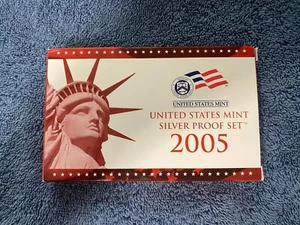 UNITED STATES MINT
UNITED STATES MINT
SILVER PROOF SET™
2005